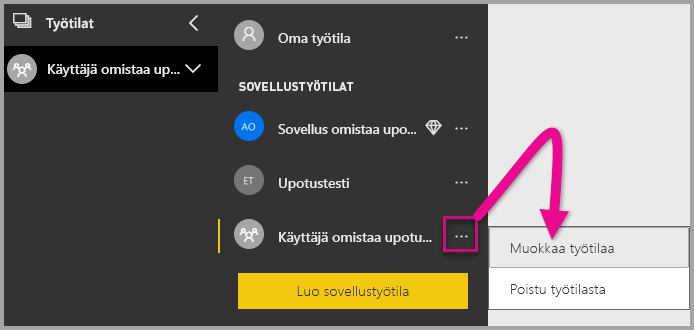 Työtilat
Käyttäjä omistaa up...
Oma työtila ...
SOVELLUSTYÖTILAT
AO Sovellus omistaa upo... ...
ET Upotustesti ...
Käyttäjä omistaa upotu... ...
Luo sovellustyötila
Muokkaa työtilaa
Poistu työtilasta